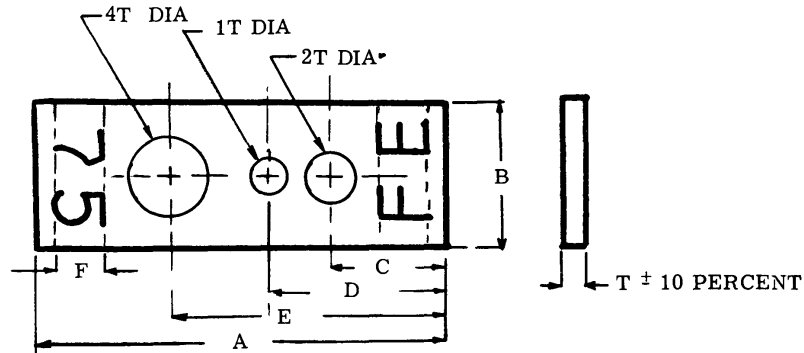 4T DIA
1T DIA
2T DIA
75
FE
B
C
F
D
T ± 10 PERCENT
E
A